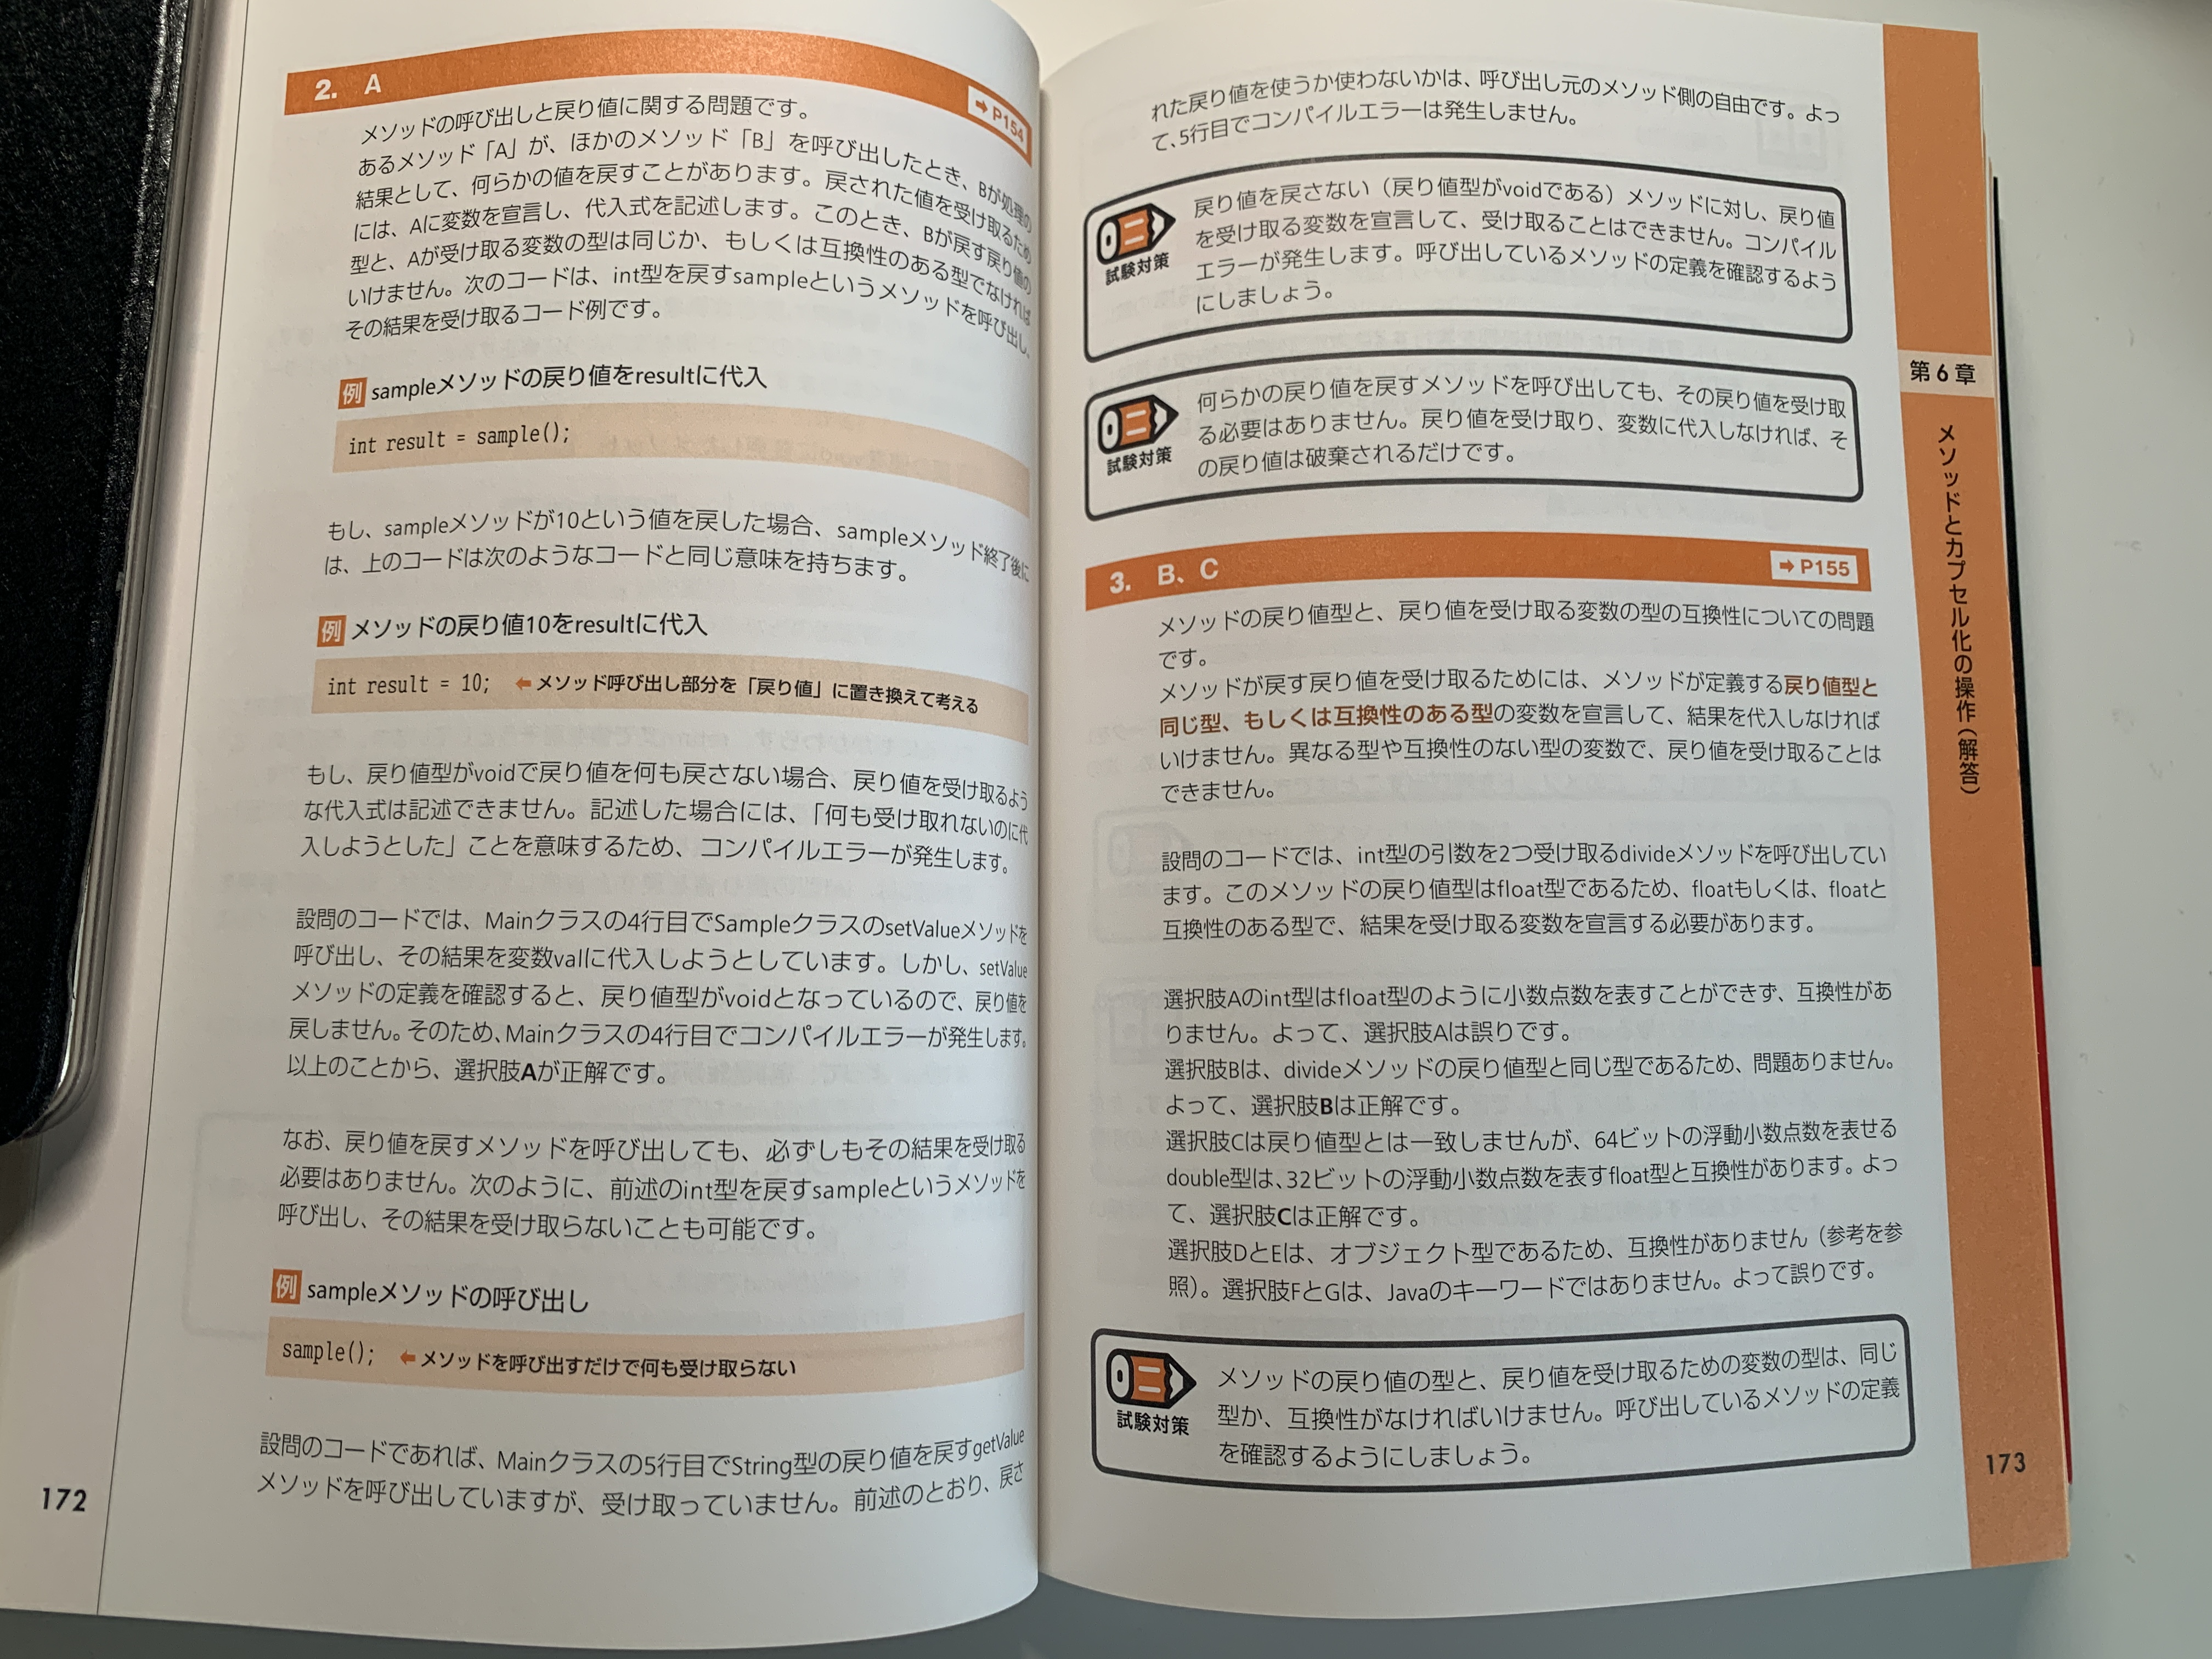 2. A
➡P154
メソッドの呼び出しと戻り値に関する問題です。
あるメソッド「A」が、ほかのメソッド「B」を呼び出したとき、Bが処理の
結果として、何らかの値を戻すことがあります。戻された値を受け取るため
には、Aに変数を宣言し、代入式を記述します。このとき、Bが戻す戻り値の
型と、Aが受け取る変数の型は同じか、もしくは互換性のある型でなければ
いけません。次のコードは、int型を戻すsampleというメソッドを呼び出し、
その結果を受け取るコード例です。
例 sampleメソッドの戻り値をresultに代入
int result = sample();
もし、sampleメソッドが10という値を戻した場合、sampleメソッド終了後に
は、上のコードは次のようなコードと同じ意味を持ちます。
例 メソッドの戻り値10をresultに代入
int result = 10; ⬅メソッド呼び出し部分を「戻り値」に置き換えて考える
もし、戻り値型がvoidで戻り値を何も戻さない場合、戻り値を受け取るよう
な代入式は記述できません。記述した場合には、「何も受け取れないのに代
入しようとした」ことを意味するため、コンパイルエラーが発生します。
設問のコードでは、Mainクラスの4行目でSampleクラスのsetValueメソッドを
呼び出し、その結果を変数valに代入しようとしています。しかし、setValue
メソッドの定義を確認すると、戻り値型がvoidとなっているので、戻り値を
戻しません。そのため、Mainクラスの4行目でコンパイルエラーが発生します。
以上のことから、選択肢Aが正解です。
なお、戻り値を戻すメソッドを呼び出しても、必ずしもその結果を受け取る
必要はありません。次のように、前述のint型を戻すsampleというメソッドを
呼び出し、その結果を受け取らないことも可能です。
例 sampleメソッドの呼び出し
sample(); ⬅メソッドを呼び出すだけで何も受け取らない
設問のコードであれば、Mainクラスの5行目でString型の戻り値を戻すgetValue
メソッドを呼び出していますが、受け取っていません。前述のとおり、戻さ
172
れた戻り値を使うか使わないかは、呼び出し元のメソッド側の自由です。よっ
て、5行目でコンパイルエラーは発生しません。
試験対策
戻り値を戻さない（戻り値型がvoidである）メソッドに対し、戻り値
を受け取る変数を宣言して、受け取ることはできません。コンパイル
エラーが発生します。呼び出しているメソッドの定義を確認するよう
にしましょう。
試験対策
何らかの戻り値を戻すメソッドを呼び出しても、その戻り値を受け取
る必要はありません。戻り値を受け取り、変数に代入しなければ、そ
の戻り値は破棄されるだけです。
3. B、C
➡P155
メソッドの戻り値型と、戻り値を受け取る変数の型の互換性についての問題
です。
メソッドが戻す戻り値を受け取るためには、メソッドが定義する戻り値型と
同じ型、もしくは互換性のある型の変数を宣言して、結果を代入しなければ
いけません。異なる型や互換性のない型の変数で、戻り値を受け取ることは
できません。
設問のコードでは、int型の引数を2つ受け取るdivideメソッドを呼び出してい
ます。このメソッドの戻り値型はfloat型であるため、floatもしくは、floatと
互換性のある型で、結果を受け取る変数を宣言する必要があります。
選択肢Aのint型はfloat型のように小数点数を表すことができず、互換性があ
りません。よって、選択肢Aは誤りです。
選択肢Bは、divideメソッドの戻り値型と同じ型であるため、問題ありません。
よって、選択肢Bは正解です。
選択肢Cは戻り値型とは一致しませんが、64ビットの浮動小数点数を表せる
double型は、32ビットの浮動小数点数を表すfloat型と互換性があります。よっ
て、選択肢Cは正解です。
選択肢DとEは、オブジェクト型であるため、互換性がありません（参考を参
照）。選択肢FとGは、Javaのキーワードではありません。よって誤りです。
試験対策
メソッドの戻り値の型と、戻り値を受け取るための変数の型は、同じ
型か、互換性がなければいけません。呼び出しているメソッドの定義
を確認するようにしましょう。
第6章
メソッドとカプセル化の操作（解答）
173